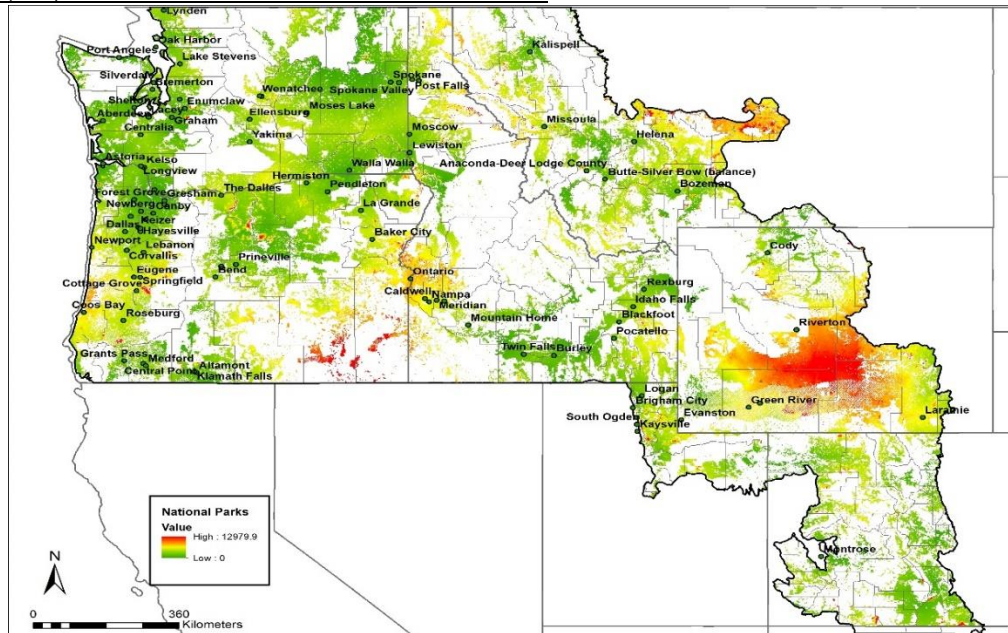 Lynden
Oak Harbor
Port Angeles
Lake Stevens
Kalispell
Silverdale
Bremerton
Spokane
Post Falls
Spokane Valley
Wenatchee
Shelton
Lacey
Enumclaw
Moses Lake
Aberdeen
Graham
Ellensburg
Missoula
Centralia
Yakima
Moscow
Helena
Lewiston
Astoria
Kelso
Longview
Walla Walla
Anaconda-Deer Lodge County
Butte-Silver Bow (balance)
Hermiston
Pendleton
Bozeman
Forest Grove
Gresham
The Dalles
Newberg
Canby
La Grande
Keizer
Dallas
Hayesville
Baker City
Newport
Lebanon
Corvallis
Cody
Prineville
Bend
Eugene
Springfield
Ontario
Cottage Grove
Caldwell
Nampa
Meridian
Rexburg
Idaho Falls
Blackfoot
Coos Bay
Roseburg
Mountain Home
Pocatello
Riverton
Grants Pass
Medford
Central Point
Altamont
Klamath Falls
Twin Falls
Burley
Logan
Brigham City
Green River
South Ogden
Evanston
Laramie
Kaysville
National Parks
Value
High : 12979.9
Low : 0
Montrose
N
0
360
Kilometers